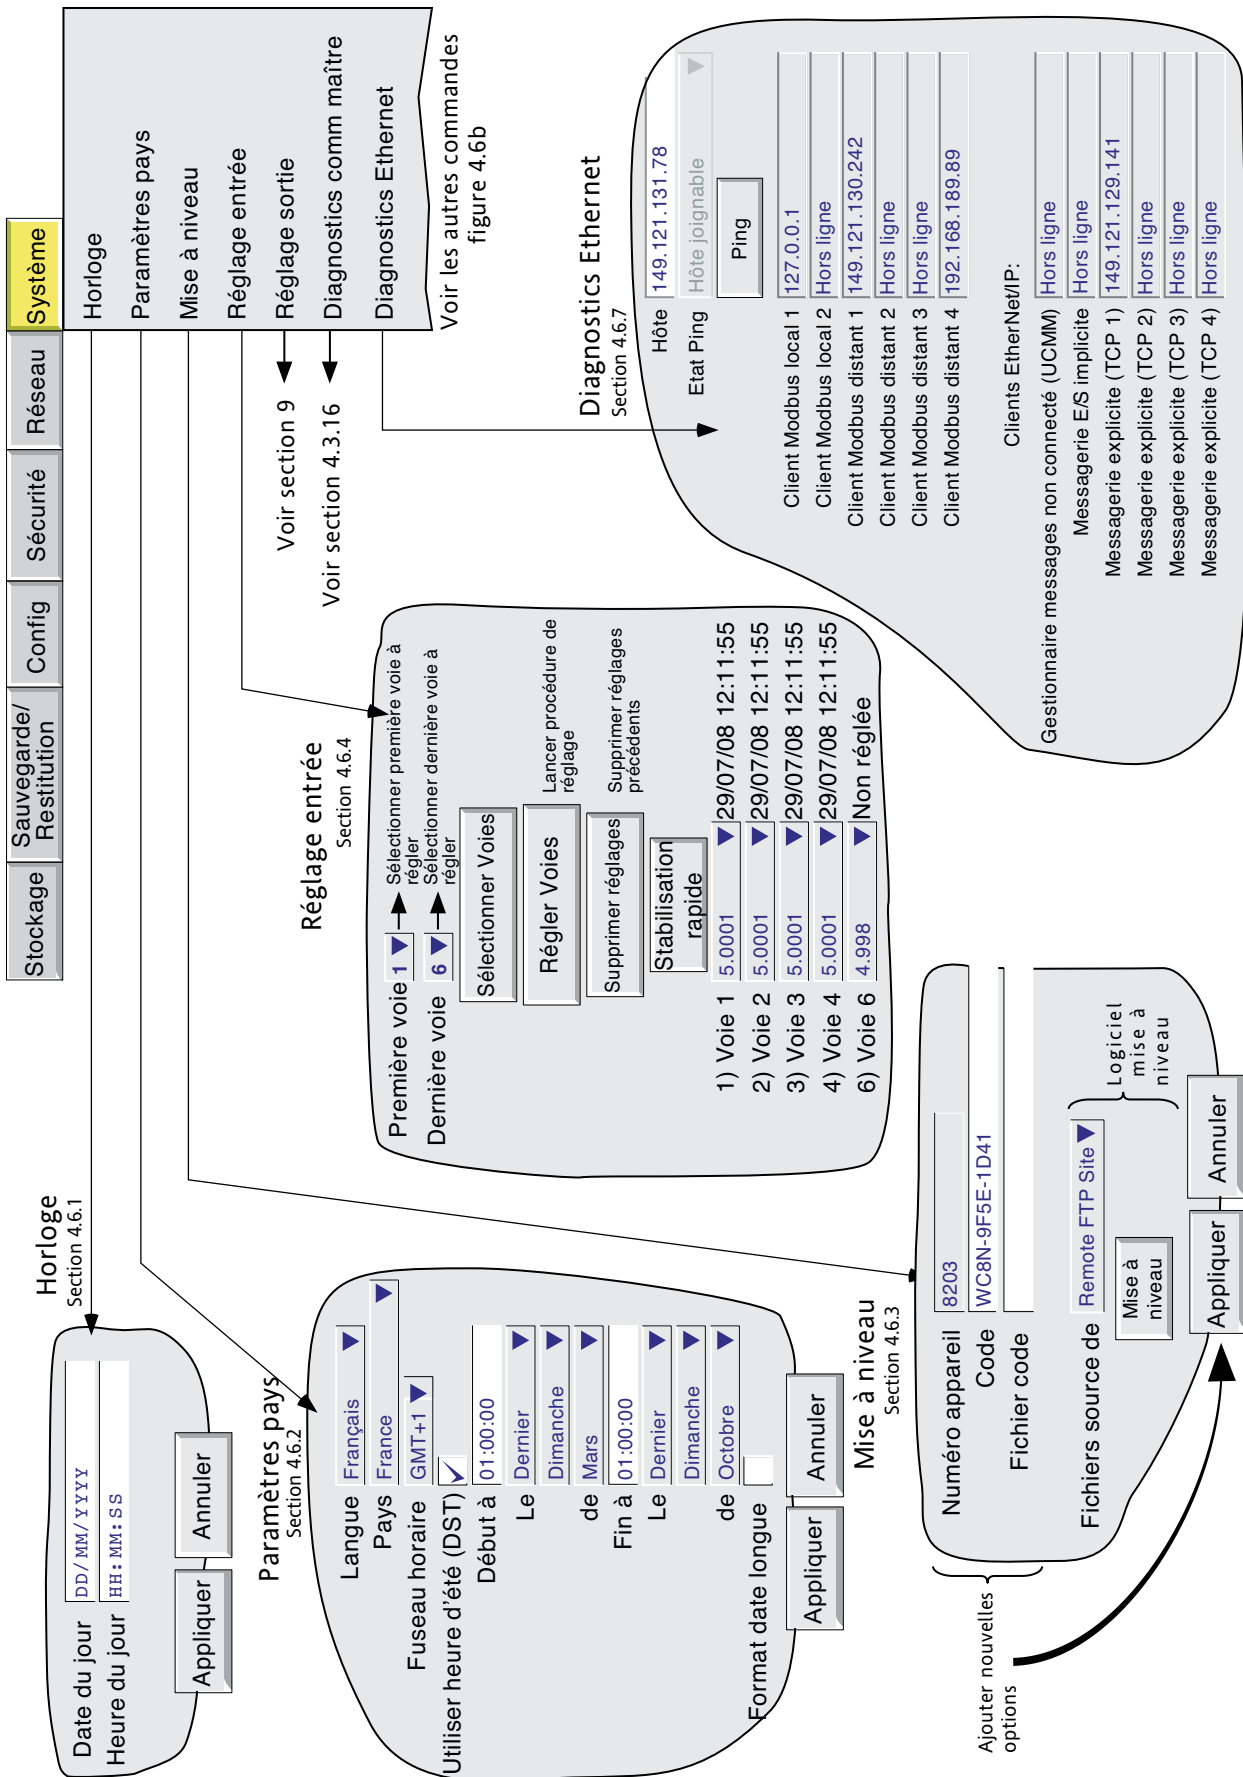 Stockage
Sauvegarde/
Restitution
Config
Sécurité
Réseau
Système
Horloge
Paramètres pays
Mise à niveau
Réglage entrée
Réglage sortie
Diagnostics comm maître
Diagnostics Ethernet
Voir les autres commandes
figure 4.6b
Voir section 9
Voir section 4.3.16
Horloge
Section 4.6.1
Date du jour DD/MM/YYYY
Heure du jour HH:MM:SS
Appliquer
Annuler
Paramètres pays
Section 4.6.2
Langue Français
Pays France
Fuseau horaire GMT+1
Utiliser heure d'été (DST)
Début à 01:00:00
Le Dernier
Dimanche
de Mars
Fin à 01:00:00
Le Dernier
Dimanche
de Octobre
Format date longue
Appliquer
Annuler
Réglage entrée
Section 4.6.4
Première voie 1
Sélectionner première voie à
régler
Dernière voie 6
Sélectionner dernière voie à
régler
Sélectionner Voies
Régler Voies
Lancer procédure de
réglage
Supprimer réglages
Supprimer réglages
précédents
Stabilisation
rapide
1) Voie 1 5.0001 29/07/08 12:11:55
2) Voie 2 5.0001 29/07/08 12:11:55
3) Voie 3 5.0001 29/07/08 12:11:55
4) Voie 4 5.0001 29/07/08 12:11:55
6) Voie 6 4.998 Non réglée
Mise à niveau
Section 4.6.3
Numéro appareil 8203
Code WC8N-9F5E-1D41
Fichier code
Fichiers source de Remote FTP Site
Mise à
niveau
Logiciel
mise à
niveau
Appliquer
Annuler
Ajouter nouvelles
options
Diagnostics Ethernet
Section 4.6.7
Hôte 149.121.131.78
Etat Ping Hôte joignable
Ping
Client Modbus local 1 127.0.0.1
Client Modbus local 2 Hors ligne
Client Modbus distant 1 149.121.130.242
Client Modbus distant 2 Hors ligne
Client Modbus distant 3 Hors ligne
Client Modbus distant 4 192.168.189.89
Clients EtherNet/IP:
Gestionnaire messages non connecté (UCMM) Hors ligne
Messagerie E/S implicite Hors ligne
Messagerie explicite (TCP 1) 149.121.129.141
Messagerie explicite (TCP 2) Hors ligne
Messagerie explicite (TCP 3) Hors ligne
Messagerie explicite (TCP 4) Hors ligne